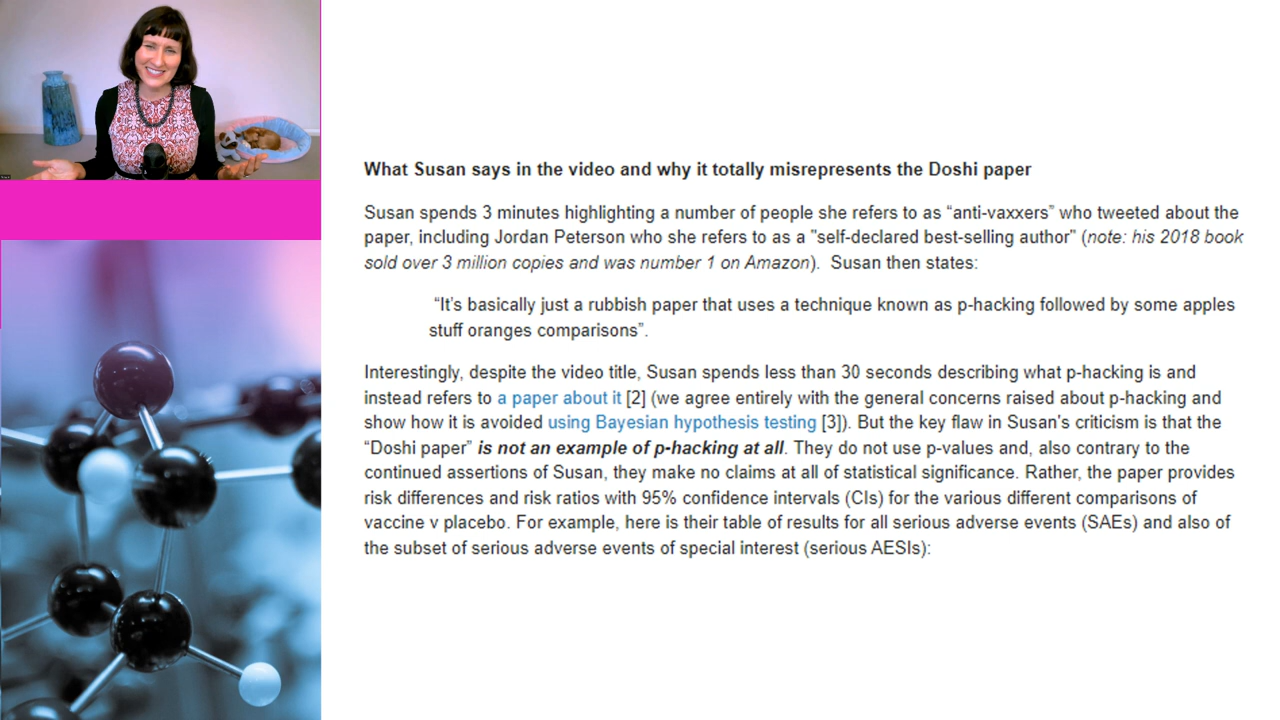 What Susan says in the video and why it totally misrepresents the Doshi paper
Susan spends 3 minutes highlighting a number of people she refers to as “anti-vaxxers” who tweeted about the
paper, including Jordan Peterson who she refers to as a "self-declared best-selling author" (note: his 2018 book
sold over 3 million copies and was number 1 on Amazon).  Susan then states:
“It’s basically just a rubbish paper that uses a technique known as p-hacking followed by some apples
stuff oranges comparisons”.
Interestingly, despite the video title, Susan spends less than 30 seconds describing what p-hacking is and
instead refers to a paper about it [2] (we agree entirely with the general concerns raised about p-hacking and
show how it is avoided using Bayesian hypothesis testing [3]). But the key flaw in Susan’s criticism is that the
“Doshi paper” is not an example of p-hacking at all. They do not use p-values and, also contrary to the
continued assertions of Susan, they make no claims at all of statistical significance. Rather, the paper provides
risk differences and risk ratios with 95% confidence intervals (CIs) for the various different comparisons of
vaccine v placebo. For example, here is their table of results for all serious adverse events (SAEs) and also of
the subset of serious adverse events of special interest (serious AESIs):